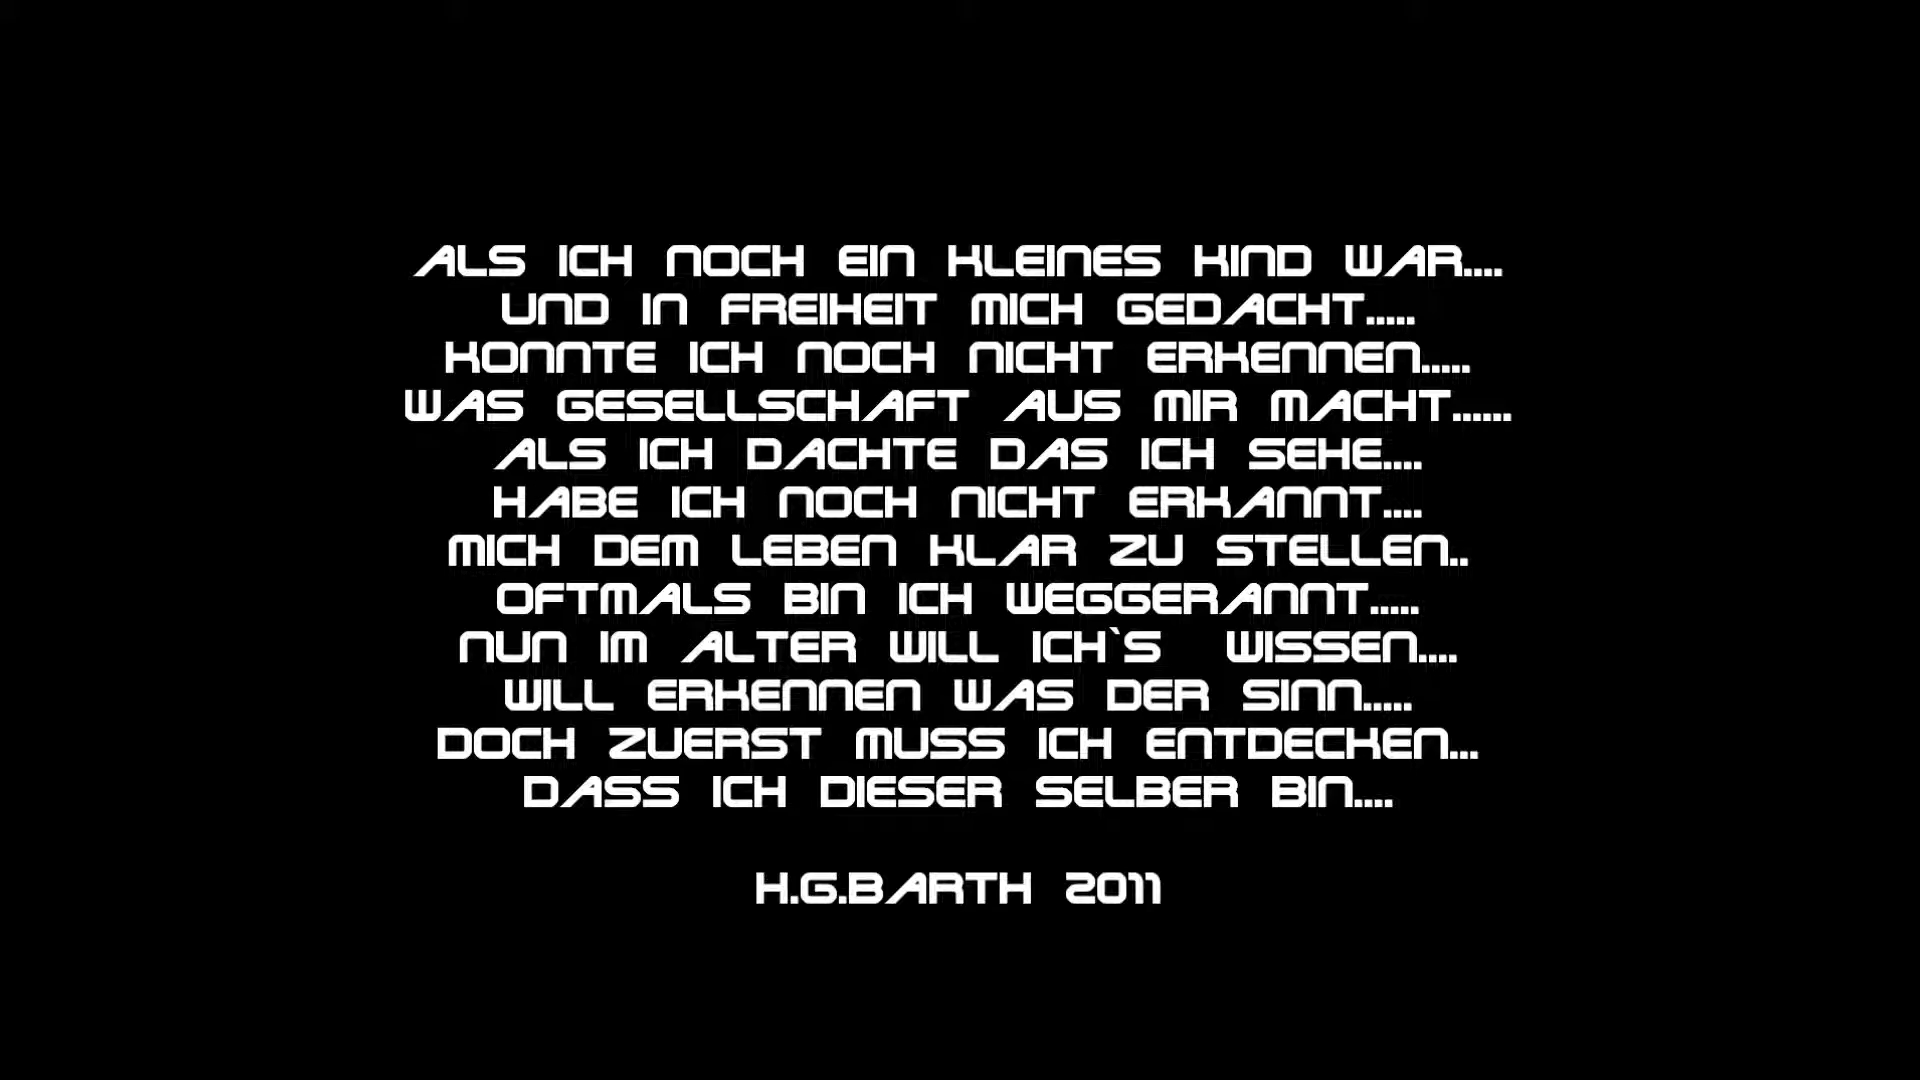 ALS ICH NOCH EIN KLEINES KIND WAR....
UND IN FREIHEIT MICH GEDACHT.....
KONNTE ICH NOCH NICHT ERKENNEN.....
WAS GESELLSCHAFT AUS MIR MACHT......
ALS ICH DACHTE DAS ICH SEHE....
HABE ICH NOCH NICHT ERKANNT....
MICH DEM LEBEN KLAR ZU STELLEN..
OFTMALS BIN ICH WEGGERANNT.....
NUN IM ALTER WILL ICH`S  WISSEN....
WILL ERKENNEN WAS DER SINN.....
DOCH ZUERST MUSS ICH ENTDECKEN...
DASS ICH DIESER SELBER BIN....
H.G.BARTH 2011